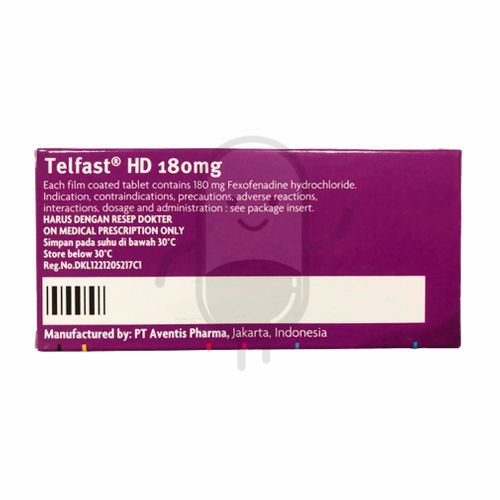 Telfast® HD 180mg
Each film coated tablet contains 180 mg Fexofenadine hydrochloride.
Indication, contraindications, precautions, adverse reactions,
interactions, dosage and administration : see package insert.
HARUS DENGAN RESEP DOKTER
ON MEDICAL PRESCRIPTION ONLY
Simpan pada suhu di bawah 30°C
Store below 30°C
Reg.No.DKL1221205217C1
Manufactured by: PT Aventis Pharma, Jakarta, Indonesia